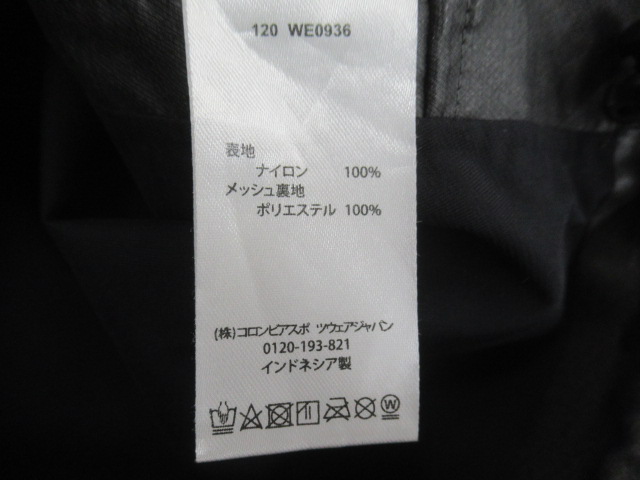 120 WE0936
表地
ナイロン 100%
メッシュ裏地
ポリエステル 100%
(株)コロンビアスポ ツウェアジャパン
0120-193-821
インドネシア製